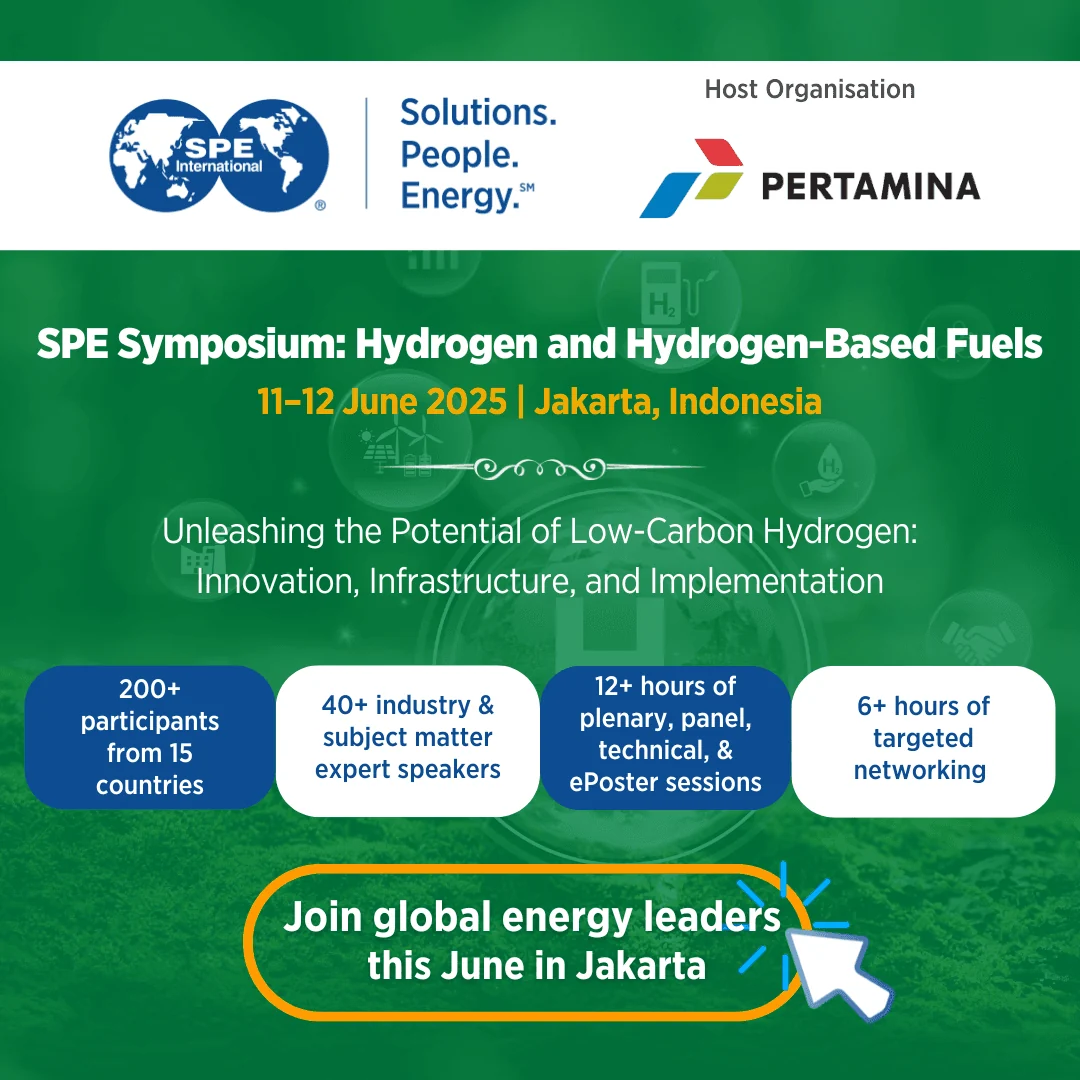 SPE
International
®
Solutions.
People.
Energy.℠
Host Organisation
PERTAMINA
H₂
SPE Symposium: Hydrogen and Hydrogen-Based Fuels
11–12 June 2025 | Jakarta, Indonesia
H₂
Unleashing the Potential of Low-Carbon Hydrogen:
Innovation, Infrastructure, and Implementation
200+
participants
from 15
countries
40+ industry &
subject matter
expert speakers
12+ hours of
plenary, panel,
technical, &
ePoster sessions
6+ hours of
targeted
networking
Join global energy leaders
this June in Jakarta